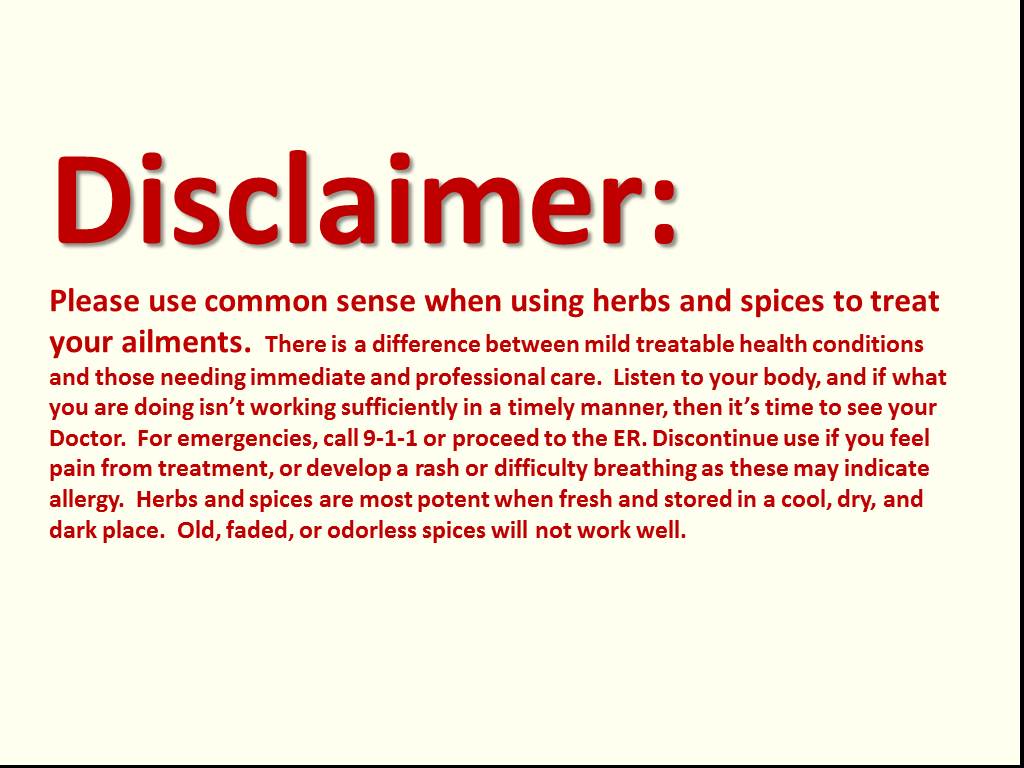 Disclaimer:
Please use common sense when using herbs and spices to treat
your ailments.  There is a difference between mild treatable health conditions
and those needing immediate and professional care.  Listen to your body, and if what
you are doing isn’t working sufficiently in a timely manner, then it’s time to see your
Doctor.  For emergencies, call 9-1-1 or proceed to the ER. Discontinue use if you feel
pain from treatment, or develop a rash or difficulty breathing as these may indicate
allergy.  Herbs and spices are most potent when fresh and stored in a cool, dry, and
dark place.  Old, faded, or odorless spices will not work well.